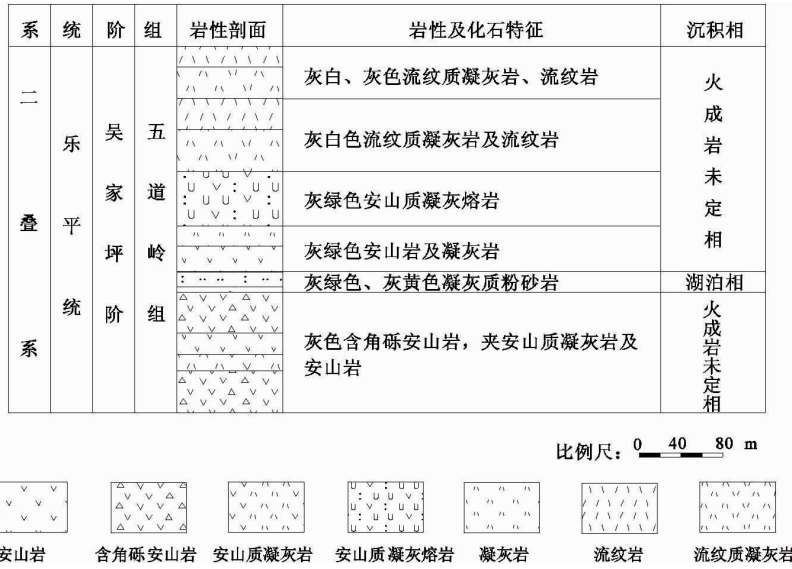 系 统 阶 组 岩性剖面 岩性及化石特征 沉积相
二叠系
乐平统
吴家坪阶
五道岭组
灰白、灰色流纹质凝灰岩、流纹岩
灰白色流纹质凝灰岩及流纹岩
灰绿色安山质凝灰熔岩
灰绿色安山岩及凝灰岩
火成岩未定相
灰绿色、灰黄色凝灰质粉砂岩 湖泊相
灰色含角砾安山岩，夹安山质凝灰岩及
安山岩
火成岩未定相
比例尺： 0 40 80 m
安山岩 含角砾安山岩 安山质凝灰岩 安山质凝灰熔岩 凝灰岩 流纹岩 流纹质凝灰岩